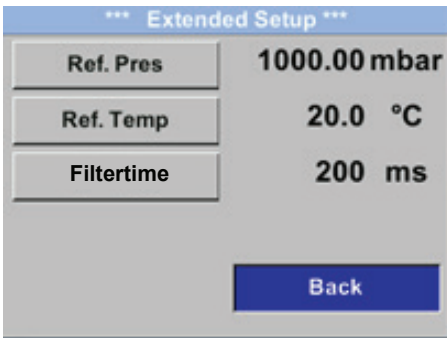 *** Extended Setup ***
Ref. Pres 1000.00 mbar
Ref. Temp 20.0 °C
Filtertime 200 ms
Back